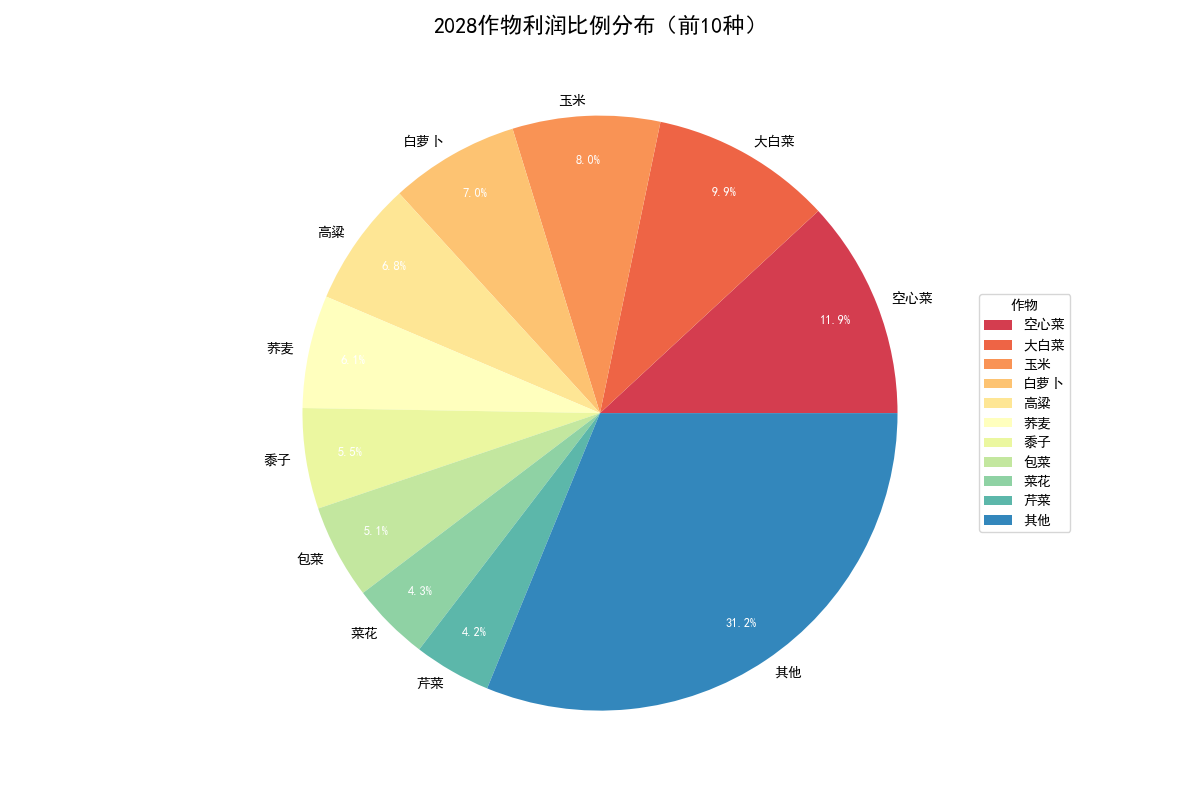 2028作物利润比例分布（前10种）
玉米
白萝卜
大白菜
8.0%
9.9%
7.0%
高粱
6.8%
空心菜
11.9%
荞麦
5.5%
黍子
5.1%
包菜
4.3%
菜花
4.2%
芹菜
31.2%
其他
作物
空心菜
大白菜
玉米
白萝卜
高粱
荞麦
黍子
包菜
菜花
芹菜
其他